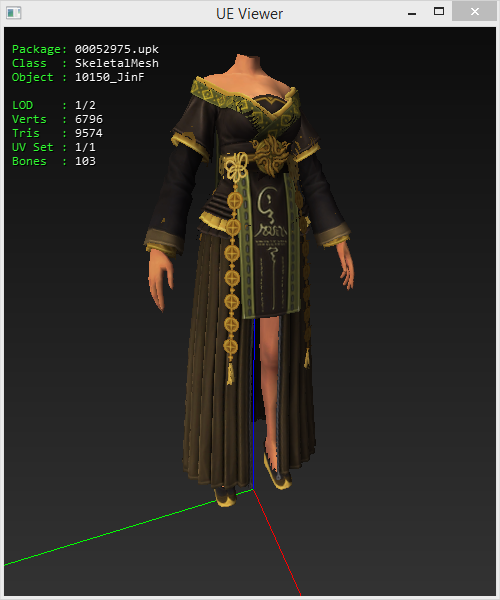 UE Viewer
Package: 00052975.upk
Class : SkeletalMesh
Object : 10150_JinF
LOD : 1/2
Verts : 6796
Tris : 9574
UV Set : 1/1
Bones : 103